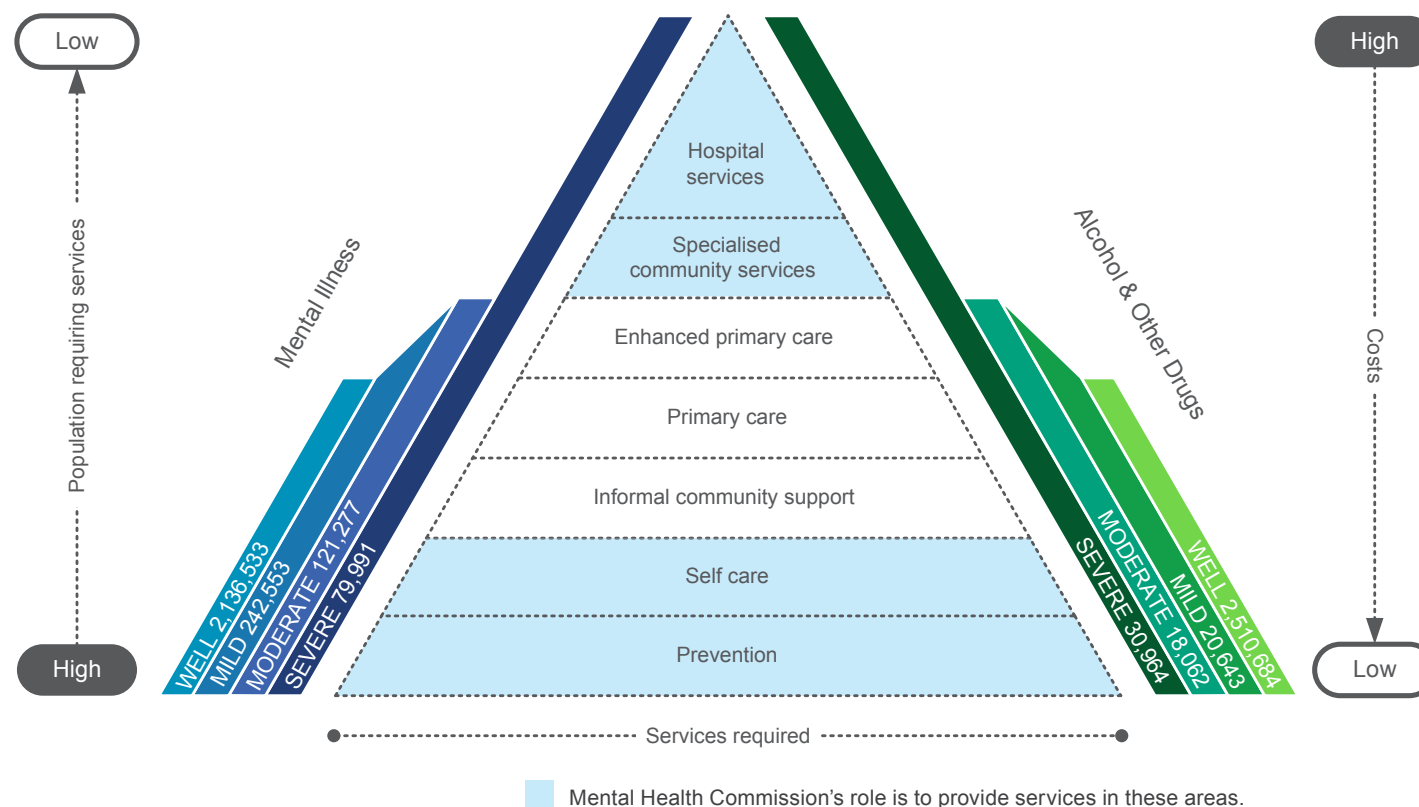 Low
High
Hospital
services
Specialised
community services
Enhanced primary care
Primary care
Informal community support
Self care
Prevention
Population requiring services
Mental Illness
Alcohol & Other Drugs
Costs
WELL 2,136,533
MILD 242,553
MODERATE 121,277
SEVERE 79,991
SEVERE 30,964
MODERATE 18,062
MILD 20,643
WELL 2,510,684
High
Low
Services required
Mental Health Commission's role is to provide services in these areas.